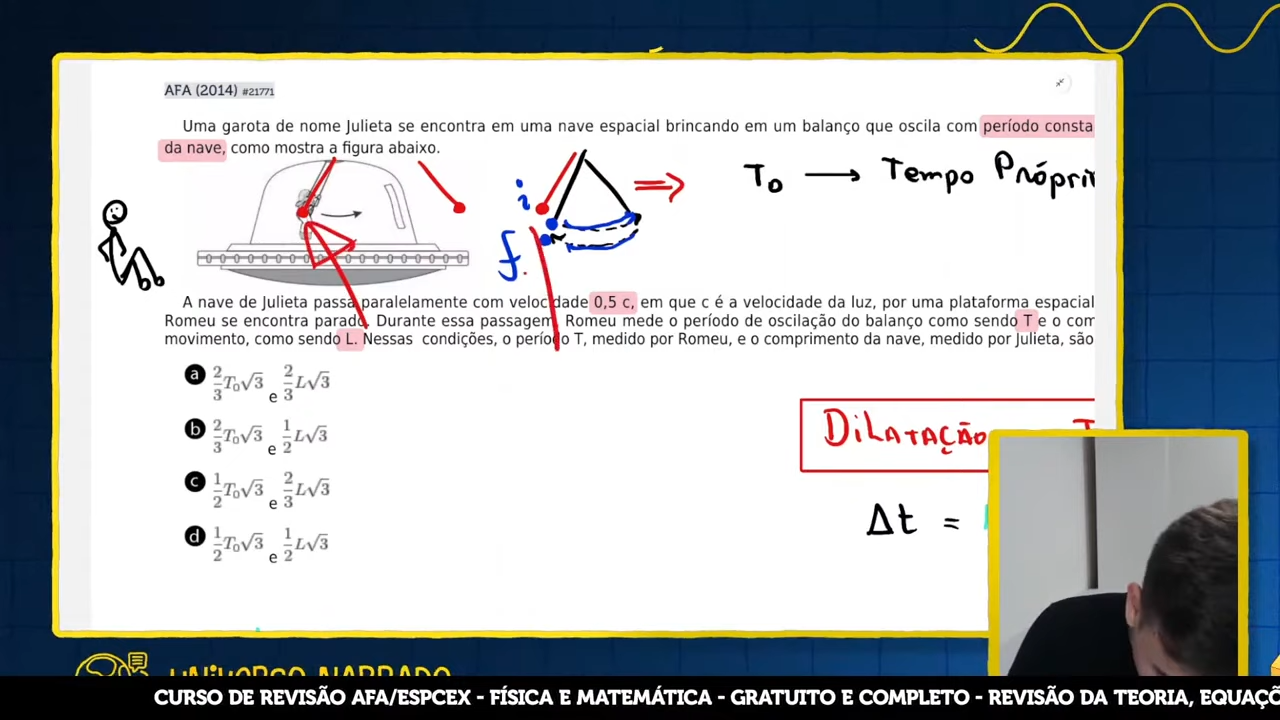 AFA (2014) #21771
Uma garota de nome Julieta se encontra em uma nave espacial brincando em um balanço que oscila com período consta
da nave, como mostra a figura abaixo.
T₀ → Tempo Própri
i
f.
A nave de Julieta passa paralelamente com velocidade 0,5 c, em que c é a velocidade da luz, por uma plataforma espacial
Romeu se encontra parado. Durante essa passagem, Romeu mede o período de oscilação do balanço como sendo T e o com
movimento, como sendo L. Nessas condições, o período T, medido por Romeu, e o comprimento da nave, medido por Julieta, são
a 2/3 T₀√3 e 2/3 L√3
b 2/3 T₀√3 e 1/2 L√3
c 1/2 T₀√3 e 2/3 L√3
d 1/2 T₀√3 e 1/2 L√3
DiLATAÇÃO T
Δt =
UNIVERSO NARRADO
CURSO DE REVISÃO AFA/ESPCEX - FÍSICA E MATEMÁTICA - GRATUITO E COMPLETO - REVISÃO DA TEORIA, EQUAÇÕ